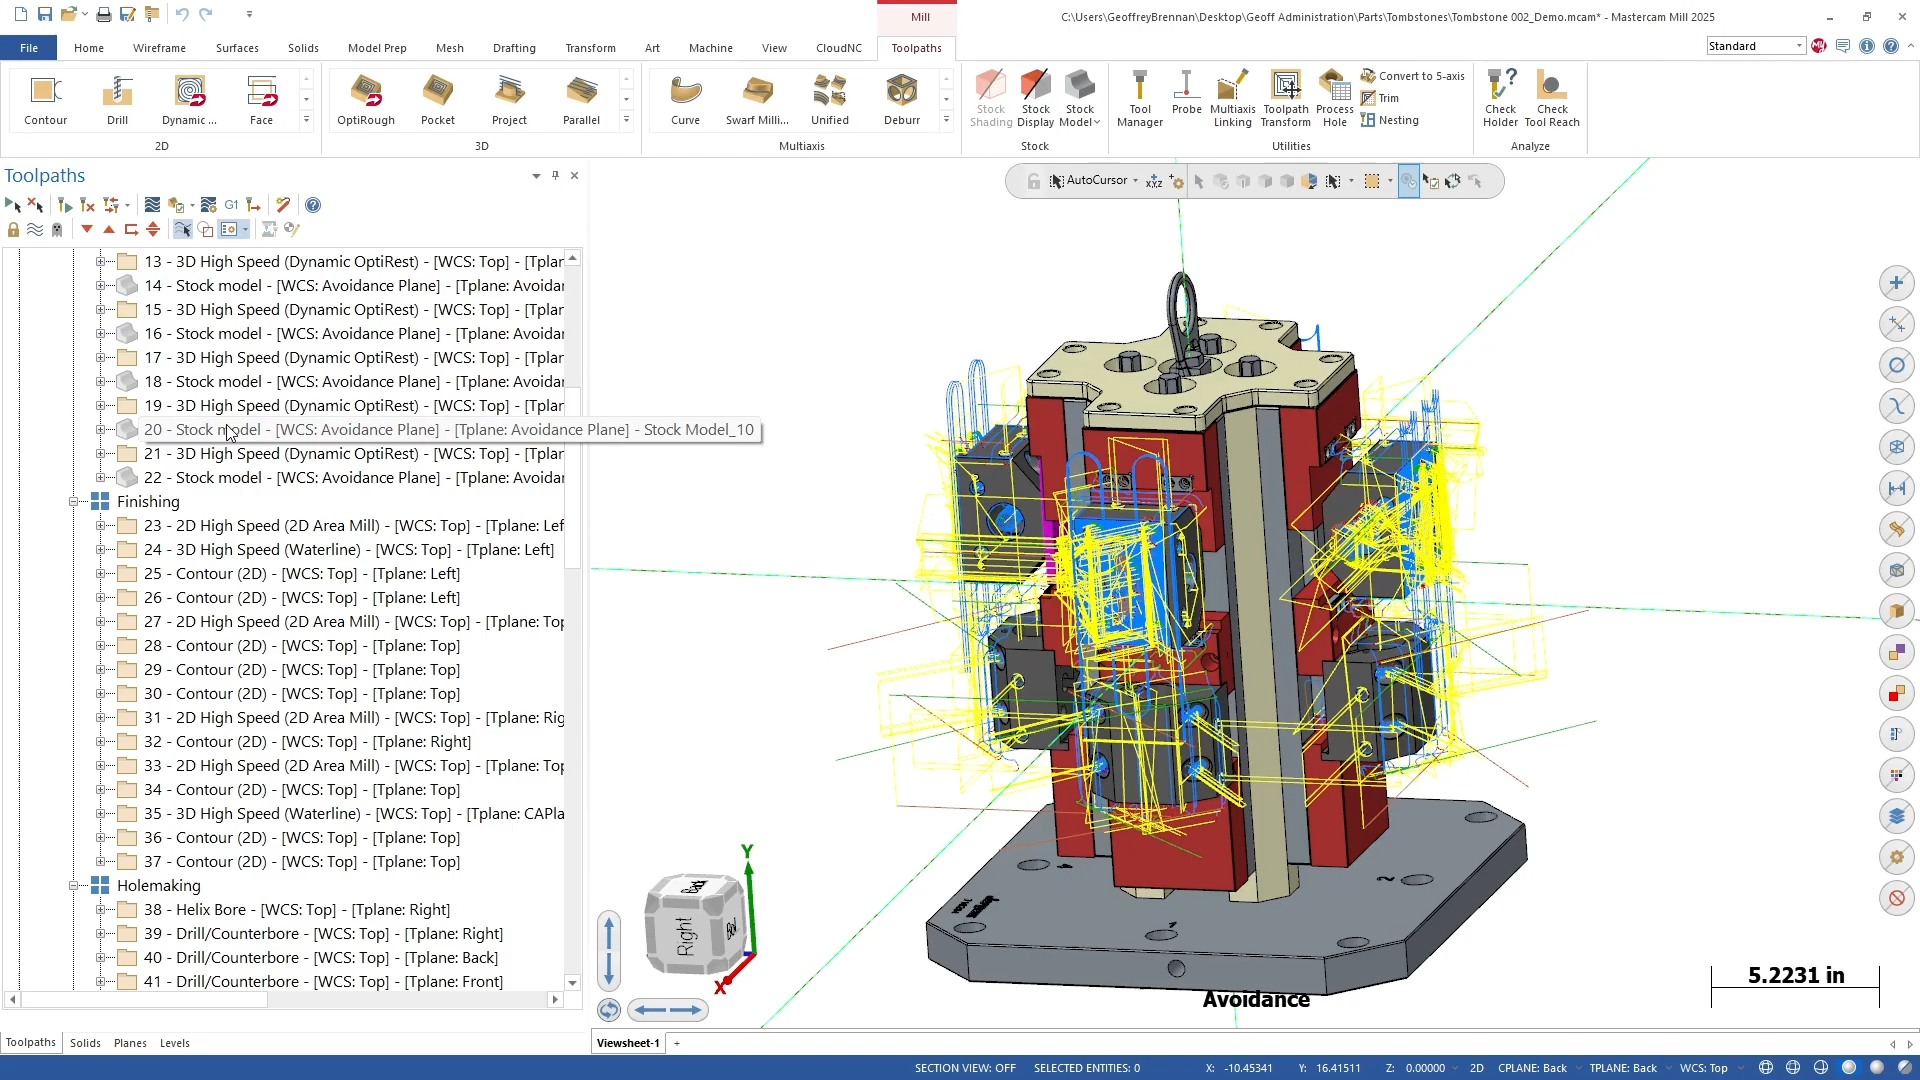 Mill
C:\Users\GeoffreyBrennan\Desktop\Geoff Administration\Parts\Tombstones\Tombstone 002_Demo.mcam* - Mastercam Mill 2025
File Home Wireframe Surfaces Solids Model Prep Mesh Drafting Transform Art Machine View CloudNC Toolpaths
Standard
Contour Drill Dynamic ... Face
2D
OptiRough Pocket Project Parallel
3D
Curve Swarf Milli... Unified Deburr
Multiaxis
Stock Shading
Stock Display
Stock Model
Stock
Tool Manager
Probe
Multiaxis Linking
Toolpath Transform
Process Hole
Convert to 5-axis
Trim
Nesting
Utilities
Check Holder
Check Tool Reach
Analyze
Toolpaths
AutoCursor
XYZ
G1
13 - 3D High Speed (Dynamic OptiRest) - [WCS: Top] - [Tplan
14 - Stock model - [WCS: Avoidance Plane] - [Tplane: Avoidar
15 - 3D High Speed (Dynamic OptiRest) - [WCS: Top] - [Tplan
16 - Stock model - [WCS: Avoidance Plane] - [Tplane: Avoidar
17 - 3D High Speed (Dynamic OptiRest) - [WCS: Top] - [Tplan
18 - Stock model - [WCS: Avoidance Plane] - [Tplane: Avoidar
19 - 3D High Speed (Dynamic OptiRest) - [WCS: Top] - [Tplan
20 - Stock model - [WCS: Avoidance Plane] - [Tplane: Avoidance Plane] - Stock Model_10
21 - 3D High Speed (Dynamic OptiRest) - [WCS: Top] - [Tplan
22 - Stock model - [WCS: Avoidance Plane] - [Tplane: Avoidar
Finishing
23 - 2D High Speed (2D Area Mill) - [WCS: Top] - [Tplane: Lef
24 - 3D High Speed (Waterline) - [WCS: Top] - [Tplane: Left]
25 - Contour (2D) - [WCS: Top] - [Tplane: Left]
26 - Contour (2D) - [WCS: Top] - [Tplane: Left]
27 - 2D High Speed (2D Area Mill) - [WCS: Top] - [Tplane: Top
28 - Contour (2D) - [WCS: Top] - [Tplane: Top]
29 - Contour (2D) - [WCS: Top] - [Tplane: Top]
30 - Contour (2D) - [WCS: Top] - [Tplane: Top]
31 - 2D High Speed (2D Area Mill) - [WCS: Top] - [Tplane: Rig
32 - Contour (2D) - [WCS: Top] - [Tplane: Right]
33 - 2D High Speed (2D Area Mill) - [WCS: Top] - [Tplane: Top
34 - Contour (2D) - [WCS: Top] - [Tplane: Top]
35 - 3D High Speed (Waterline) - [WCS: Top] - [Tplane: CAPla
36 - Contour (2D) - [WCS: Top] - [Tplane: Top]
37 - Contour (2D) - [WCS: Top] - [Tplane: Top]
Holemaking
38 - Helix Bore - [WCS: Top] - [Tplane: Right]
39 - Drill/Counterbore - [WCS: Top] - [Tplane: Right]
40 - Drill/Counterbore - [WCS: Top] - [Tplane: Back]
41 - Drill/Counterbore - [WCS: Top] - [Tplane: Front]
Y
Back
Right
X
Avoidance
5.2231 in
Toolpaths Solids Planes Levels
Viewsheet-1 +
SECTION VIEW: OFF SELECTED ENTITIES: 0 X: -10.45341 Y: 16.41511 Z: 0.00000 2D CPLANE: Back TPLANE: Back WCS: Top